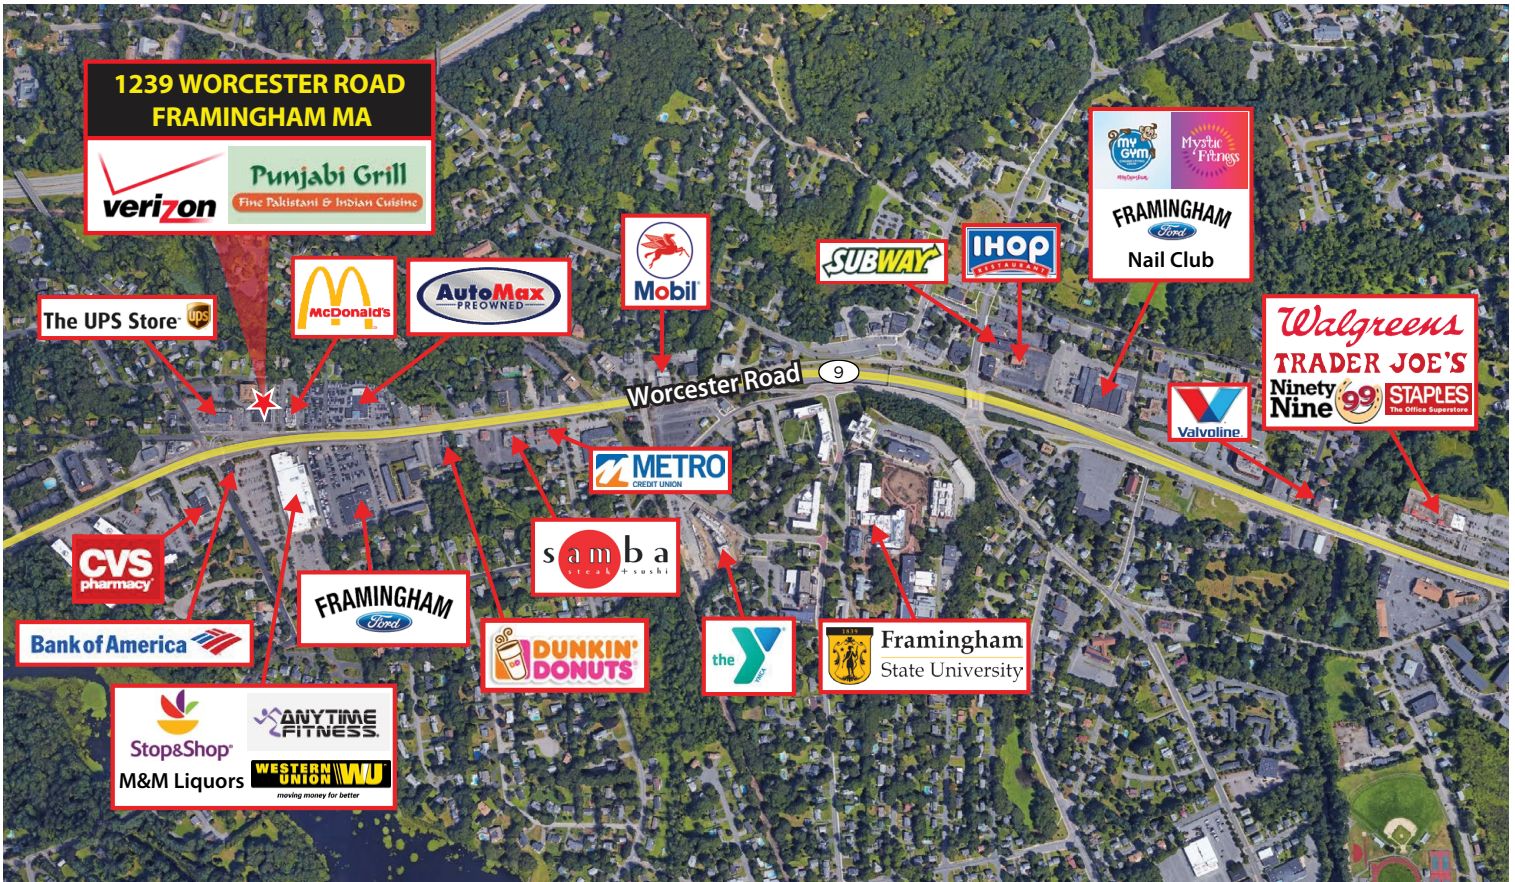 1239 WORCESTER ROAD
FRAMINGHAM MA
verizon
Punjabi Grill
Fine Pakistani & Indian Cuisine
The UPS Store
ups
McDonald's
AutoMax
PREOWNED
Mobil
SUBWAY
IHOP
RESTAURANT
MY
GYM
Mystic
Fitness
FRAMINGHAM
Ford
Nail Club
Walgreens
TRADER JOE'S
Ninety
Nine
99
STAPLES
The Office Superstore
Valvoline
Worcester Road
9
METRO
CREDIT UNION
samba
steak + sushi
CVS
pharmacy
Bank of America
FRAMINGHAM
Ford
DUNKIN'
DONUTS
the
YMCA
1839
Framingham
State University
Stop&Shop
ANYTIME
FITNESS
M&M Liquors
WESTERN
UNION
WU
moving money for better